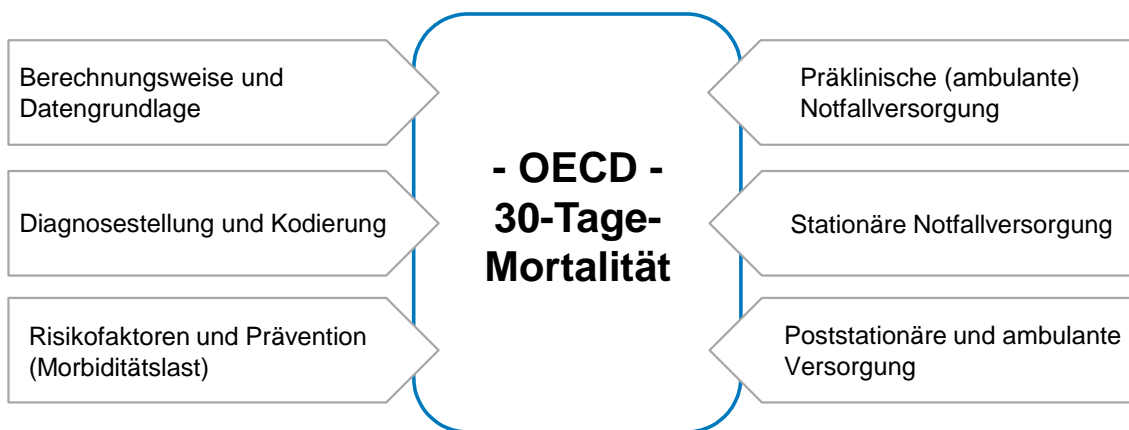 Berechnungsweise und
Datengrundlage
Diagnosestellung und Kodierung
Risikofaktoren und Prävention
(Morbiditätslast)
- OECD -
30-Tage-
Mortalität
Präklinische (ambulante)
Notfallversorgung
Stationäre Notfallversorgung
Poststationäre und ambulante
Versorgung